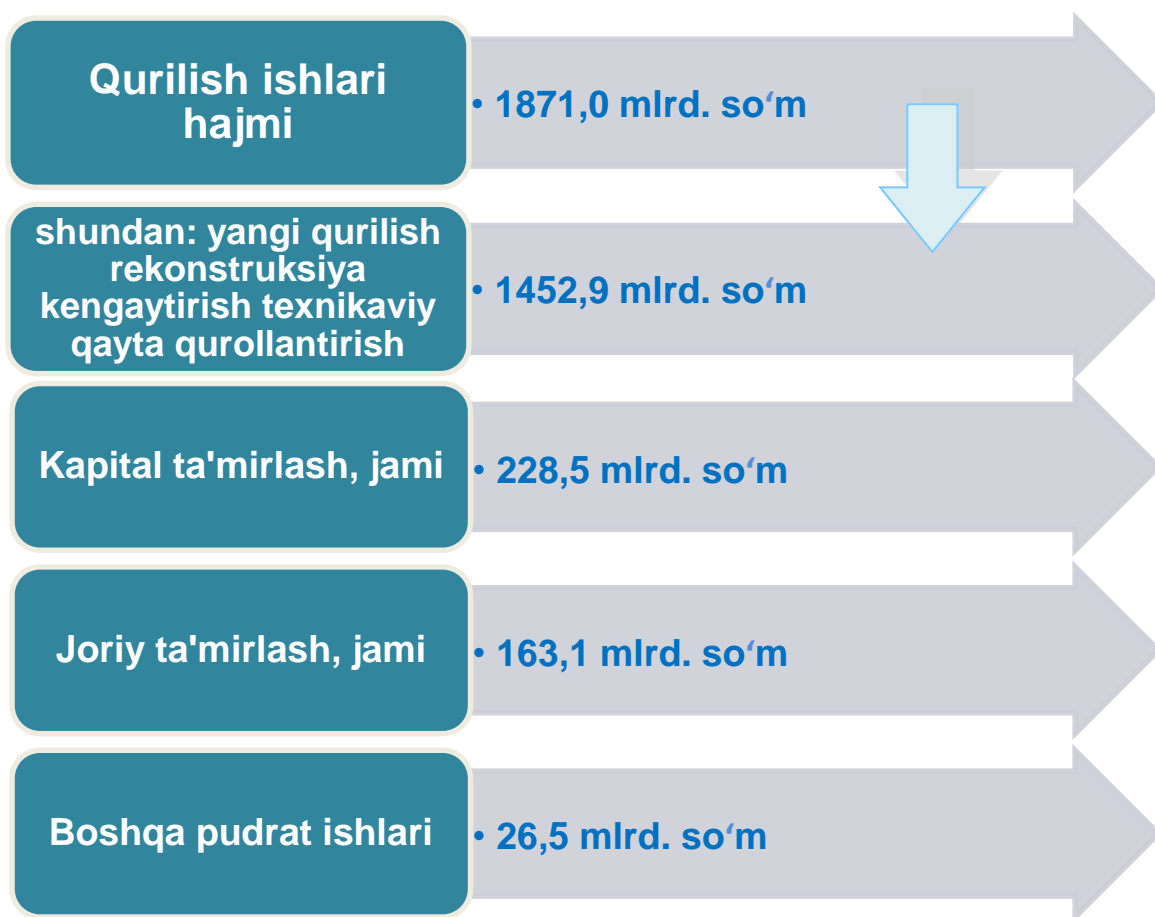 Qurilish ishlari
hajmi
• 1871,0 mlrd. so‘m
shundan: yangi qurilish
rekonstruksiya
kengaytirish texnikaviy
qayta qurollantirish
• 1452,9 mlrd. so‘m
Kapital ta'mirlash, jami
• 228,5 mlrd. so‘m
Joriy ta'mirlash, jami
• 163,1 mlrd. so‘m
Boshqa pudrat ishlari
• 26,5 mlrd. so‘m